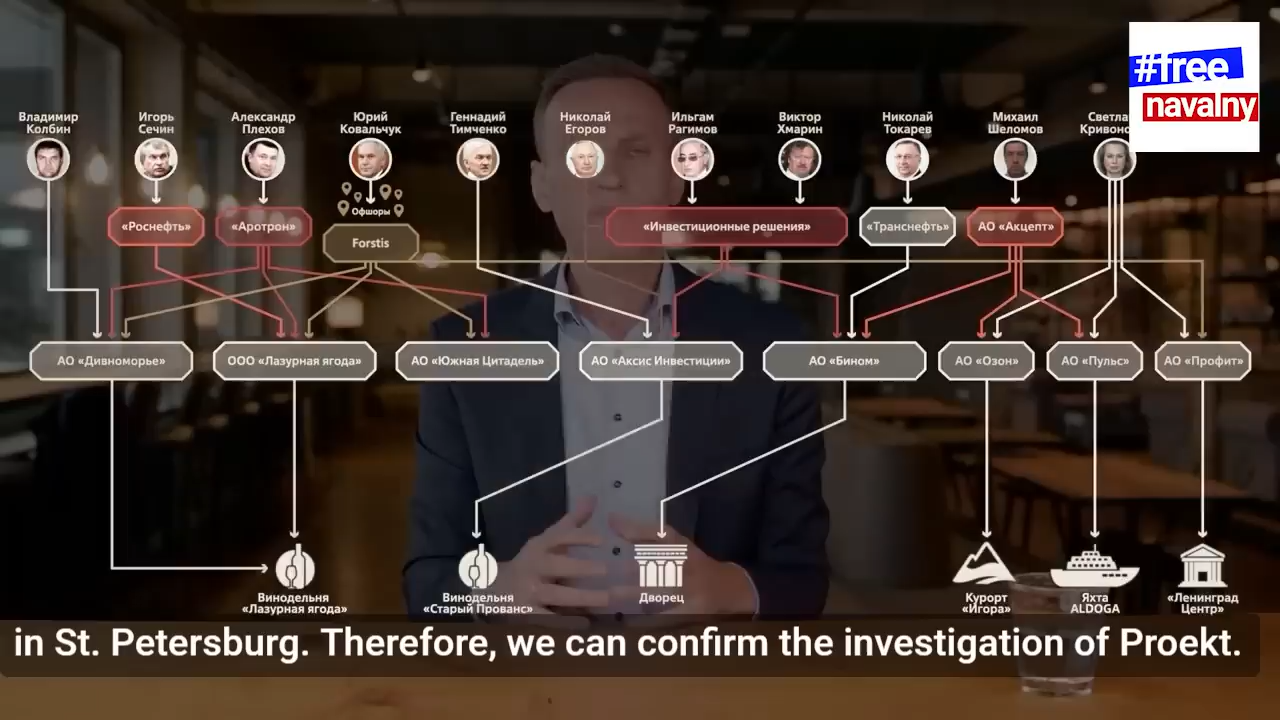 #free
navalny
Владимир
Колбин
Игорь
Сечин
Александр
Плехов
Юрий
Ковальчук
Геннадий
Тимченко
Николай
Егоров
Ильгам
Рагимов
Виктор
Хмарин
Николай
Токарев
Михаил
Шеломов
Офшоры
«Роснефть»
«Аротрон»
Forstis
«Инвестиционные решения»
«Транснефть»
АО «Акцепт»
АО «Дивноморье»
ООО «Лазурная ягода»
АО «Южная Цитадель»
АО «Аксис Инвестиции»
АО «Бином»
АО «Озон»
АО «Пульс»
АО «Профит»
Винодельня
«Лазурная ягода»
Винодельня
«Старый Прованс»
Дворец
Курорт
«Игора»
Яхта
ALDOGA
«Ленинград
Центр»
in St. Petersburg. Therefore, we can confirm the investigation of Proekt.